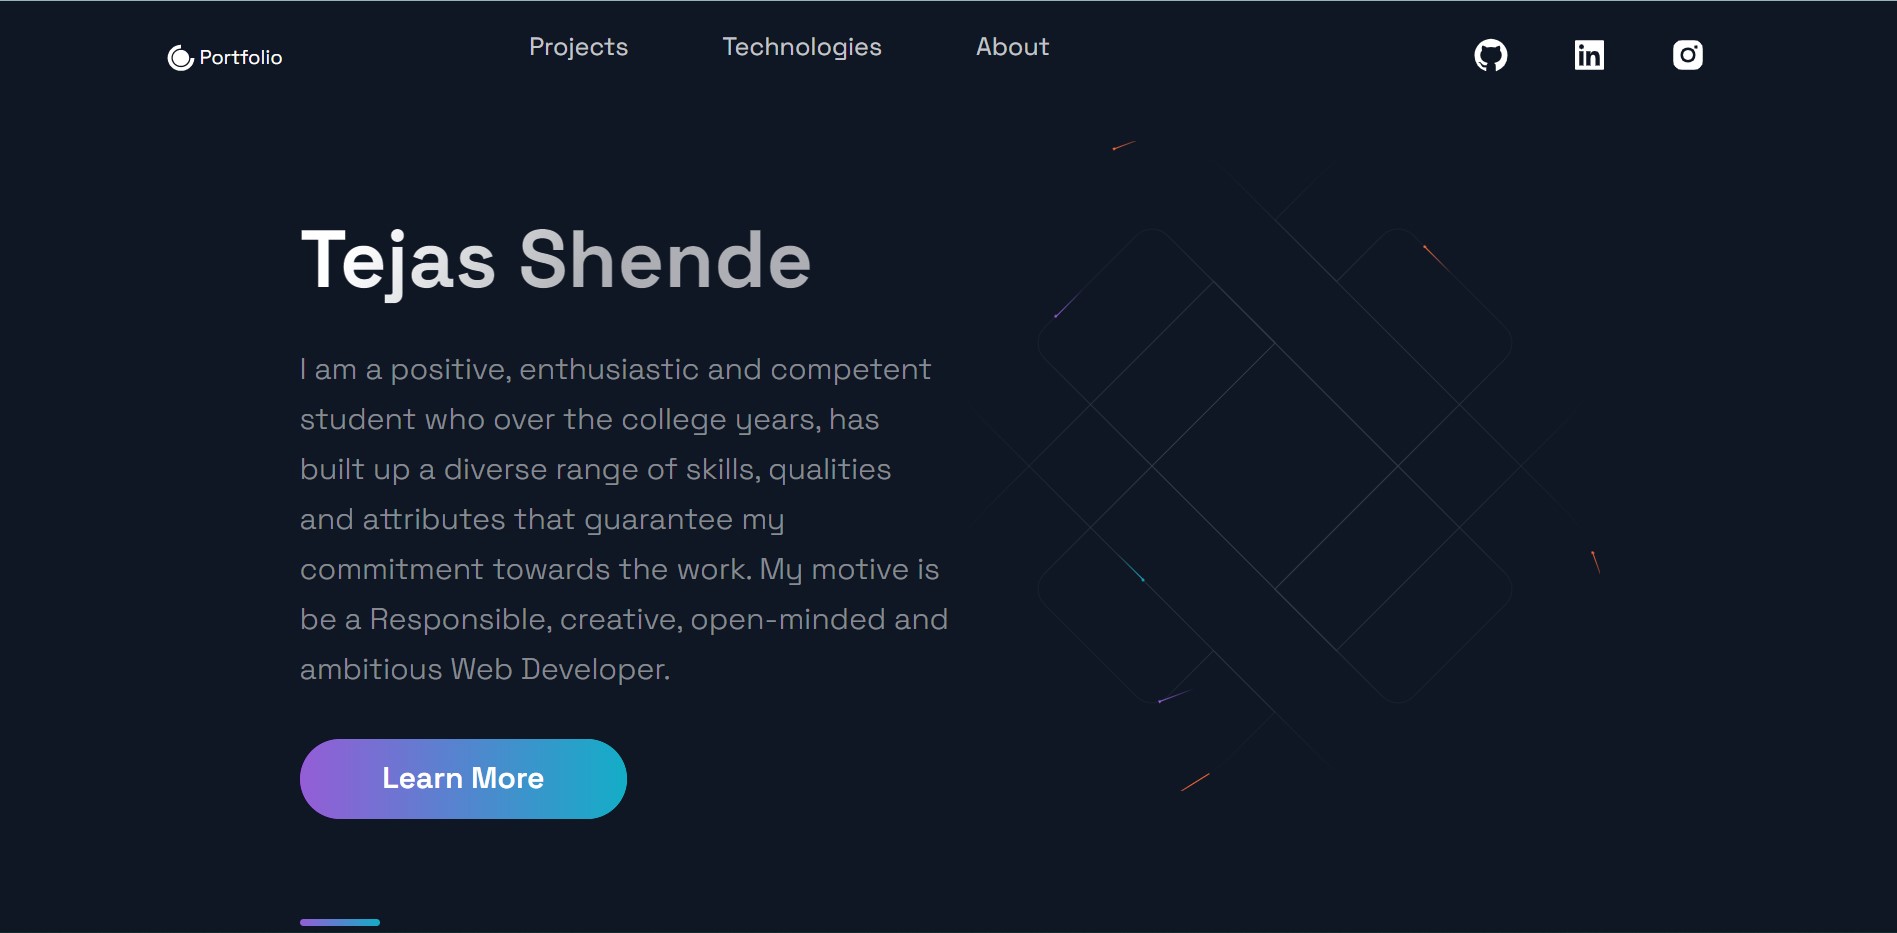 Portfolio
Projects
Technologies
About
Tejas Shende
I am a positive, enthusiastic and competent
student who over the college years, has
built up a diverse range of skills, qualities
and attributes that guarantee my
commitment towards the work. My motive is
be a Responsible, creative, open-minded and
ambitious Web Developer.
Learn More